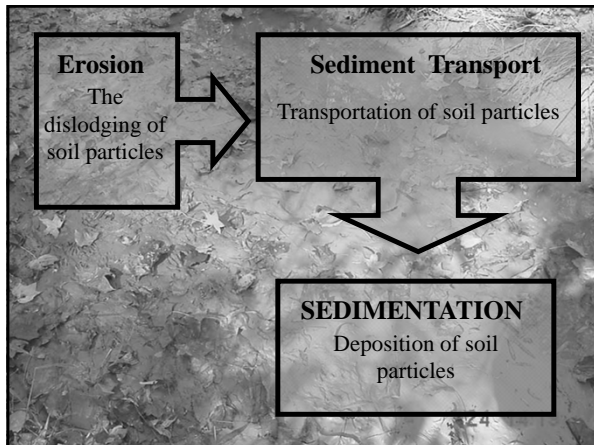 Erosion
The
dislodging of
soil particles
Sediment Transport
Transportation of soil particles
SEDIMENTATION
Deposition of soil
particles